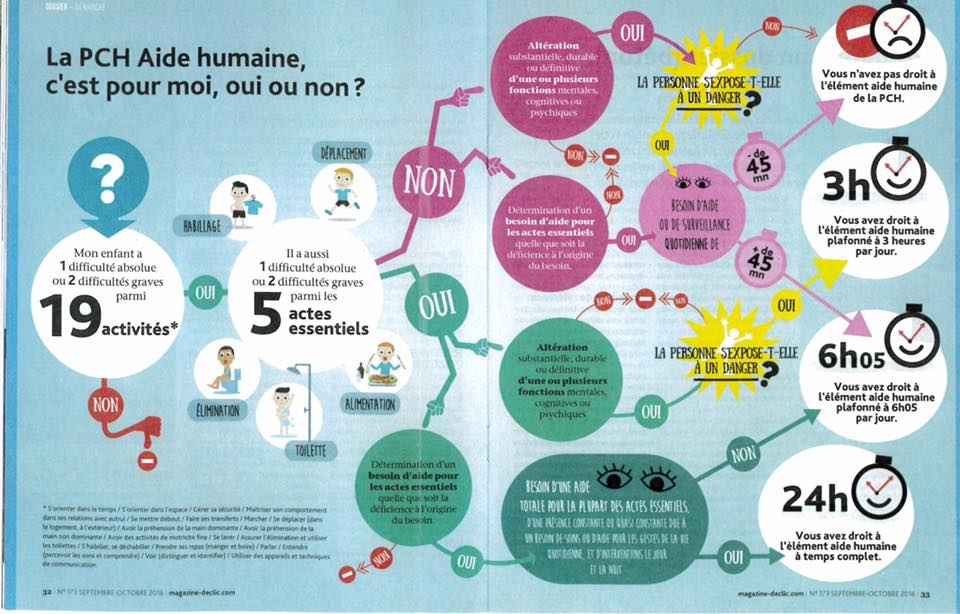 DOSSIER – DÉMARCHE
La PCH Aide humaine,
c'est pour moi, oui ou non ?
?
Mon enfant a
1 difficulté absolue
ou 2 difficultés graves
parmi
19 activités*
OUI
NON
HABILLAGE
DÉPLACEMENT
Il a aussi
1 difficulté absolue
ou 2 difficultés graves
parmi les
5 actes
essentiels
ÉLIMINATION
TOILETTE
ALIMENTATION
NON
OUI
Altération
substantielle, durable
ou définitive
d'une ou plusieurs
fonctions mentales,
cognitives ou
psychiques
OUI
LA PERSONNE S'EXPOSE-T-ELLE
À UN DANGER ?
NON
OUI
Vous n'avez pas droit à
l'élément aide humaine
de la PCH.
NON
NON
Détermination d'un
besoin d'aide pour
les actes essentiels
quelle que soit la
déficience à l'origine
du besoin.
OUI
BESOIN D'AIDE
OU DE SURVEILLANCE
QUOTIDIENNE DE :
- de
45
mn
+ de
45
mn
3h
Vous avez droit à
l'élément aide humaine
plafonné à 3 heures
par jour.
Altération
substantielle, durable
ou définitive
d'une ou plusieurs
fonctions mentales,
cognitives ou
psychiques
NON
NON
OUI
LA PERSONNE S'EXPOSE-T-ELLE
À UN DANGER ?
OUI
6h05
Vous avez droit à
l'élément aide humaine
plafonné à 6h05
par jour.
Détermination d'un
besoin d'aide pour
les actes essentiels
quelle que soit la
déficience à l'origine
du besoin.
NON
OUI
BESOIN D'UNE AIDE
TOTALE POUR LA PLUPART DES ACTES ESSENTIELS,
D'UNE PRÉSENCE CONSTANTE OU QUASI CONSTANTE DUE À
UN BESOIN DE SOINS OU D'AIDE POUR LES GESTES DE LA VIE
QUOTIDIENNE, ET D'INTERVENTIONS LE JOUR
ET LA NUIT
NON
OUI
24h
Vous avez droit à
l'élément aide humaine
à temps complet.
* S'orienter dans le temps / S'orienter dans l'espace / Gérer sa sécurité / Maîtriser son comportement
dans ses relations avec autrui / Se mettre debout / Faire ses transferts / Marcher / Se déplacer (dans
le logement, à l'extérieur) / Avoir la préhension de la main dominante / Avoir la préhension de la
main non dominante / Avoir des activités de motricité fine / Se laver / Assurer l'élimination et utiliser
les toilettes / S'habiller, se déshabiller / Prendre ses repas (manger et boire) / Parler / Entendre
(percevoir les sons et comprendre) / Voir (distinguer et identifier) / Utiliser des appareils et techniques
de communication.
32 - N° 173 SEPTEMBRE-OCTOBRE 2016 | magazine-declic.com
magazine-declic.com | N° 173 SEPTEMBRE-OCTOBRE 2016 - 33